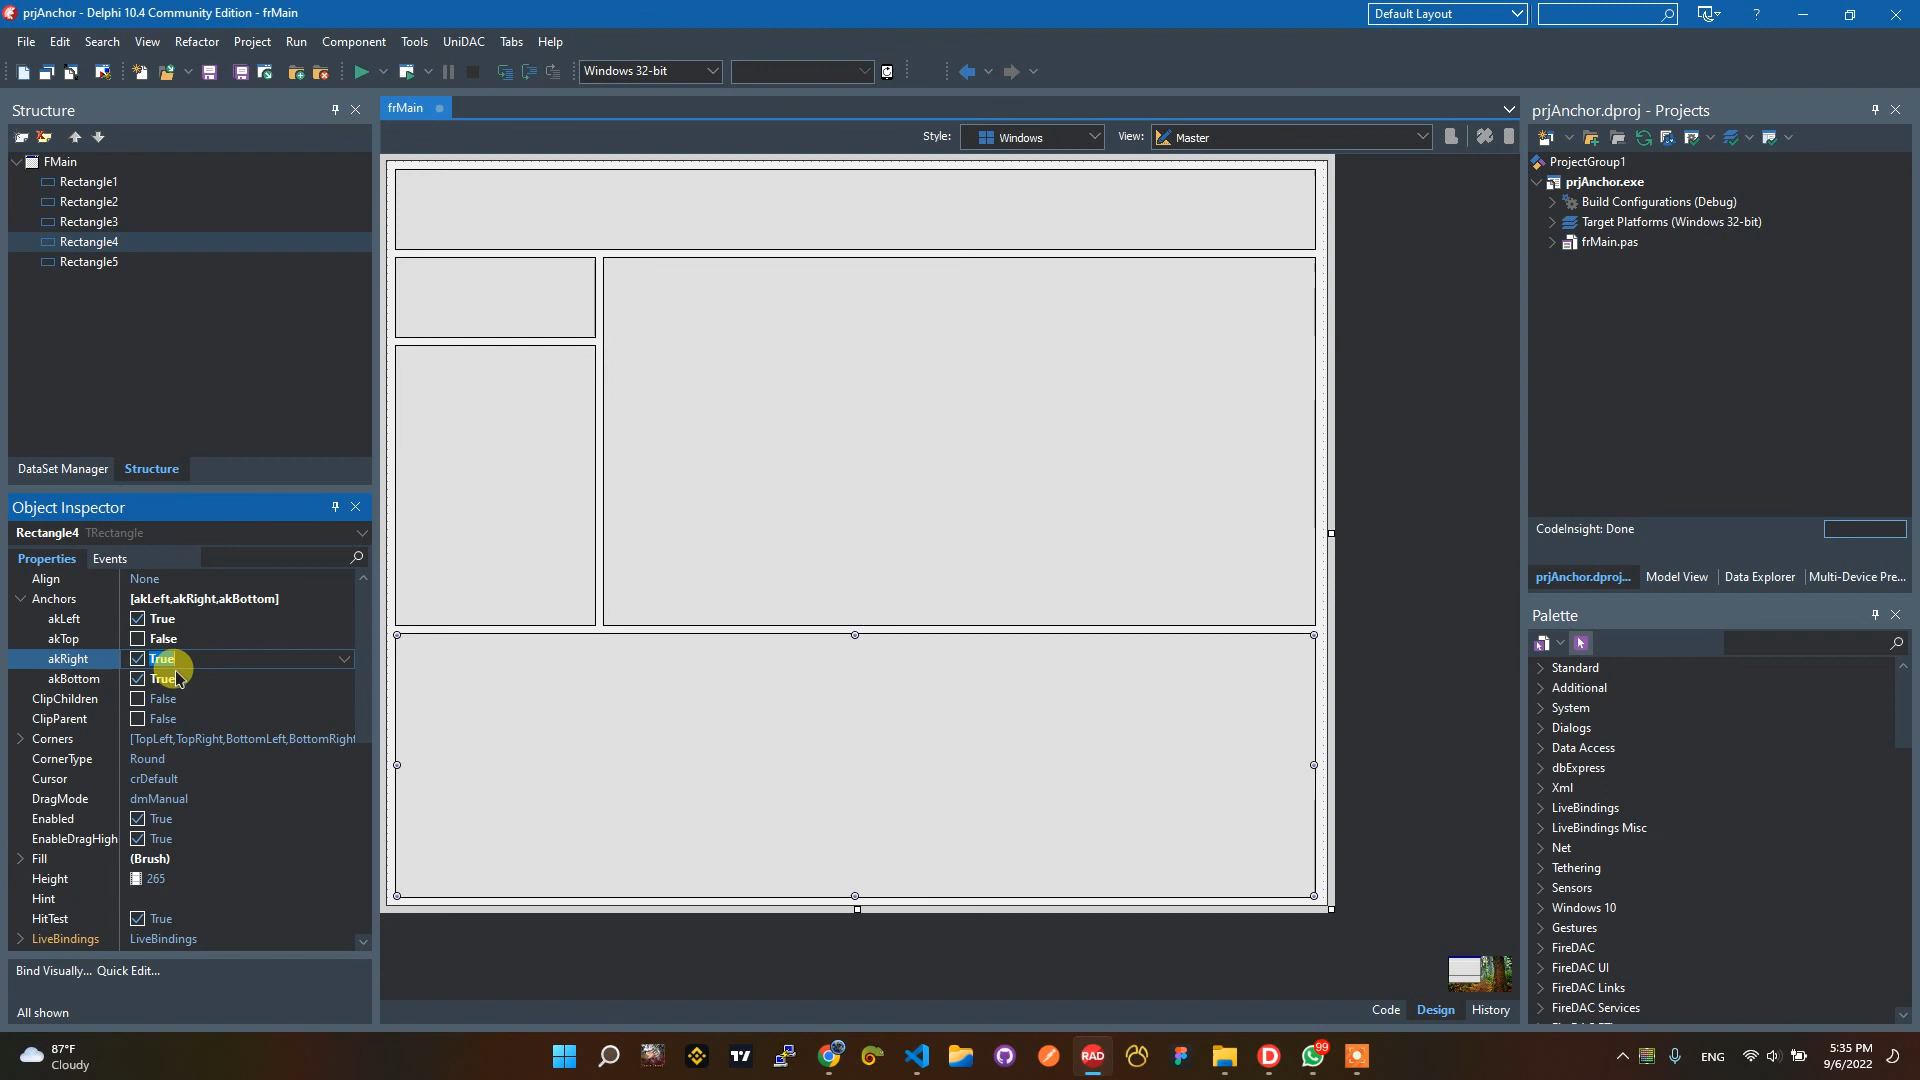 prjAnchor - Delphi 10.4 Community Edition - frMain
Default Layout
File Edit Search View Refactor Project Run Component Tools UniDAC Tabs Help
Windows 32-bit
Structure
FMain
Rectangle1
Rectangle2
Rectangle3
Rectangle4
Rectangle5
DataSet Manager Structure
Object Inspector
Rectangle4 TRectangle
Properties Events
Align None
Anchors [akLeft,akRight,akBottom]
akLeft True
akTop False
akRight True
akBottom True
ClipChildren False
ClipParent False
Corners [TopLeft,TopRight,BottomLeft,BottomRight
CornerType Round
Cursor crDefault
DragMode dmManual
Enabled True
EnableDragHigh True
Fill (Brush)
Height 265
Hint
HitTest True
LiveBindings LiveBindings
Bind Visually... Quick Edit...
All shown
frMain
Style: Windows View: Master
Code Design History
prjAnchor.dproj - Projects
ProjectGroup1
prjAnchor.exe
Build Configurations (Debug)
Target Platforms (Windows 32-bit)
frMain.pas
CodeInsight: Done
prjAnchor.dproj... Model View Data Explorer Multi-Device Pre...
Palette
Standard
Additional
System
Dialogs
Data Access
dbExpress
Xml
LiveBindings
LiveBindings Misc
Net
Tethering
Sensors
Windows 10
Gestures
FireDAC
FireDAC UI
FireDAC Links
FireDAC Services
87°F
Cloudy
RAD
99
ENG
5:35 PM
9/6/2022